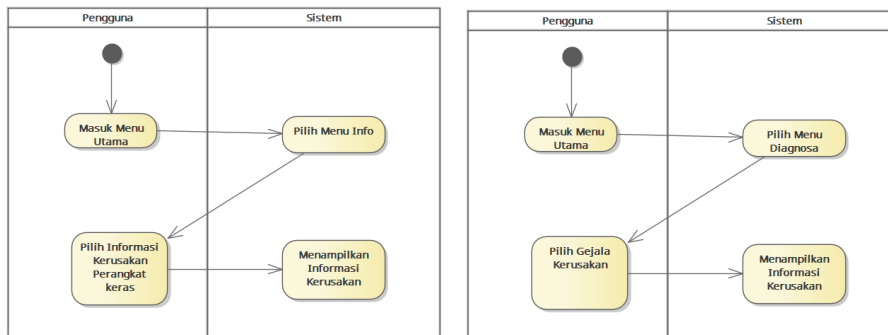 Pengguna
Sistem
Masuk Menu
Utama
Pilih Menu Info
Pilih Informasi
Kerusakan
Perangkat
keras
Menampilkan
Informasi
Kerusakan
Pengguna
Sistem
Masuk Menu
Utama
Pilih Menu
Diagnosa
Pilih Gejala
Kerusakan
Menampilkan
Informasi
Kerusakan